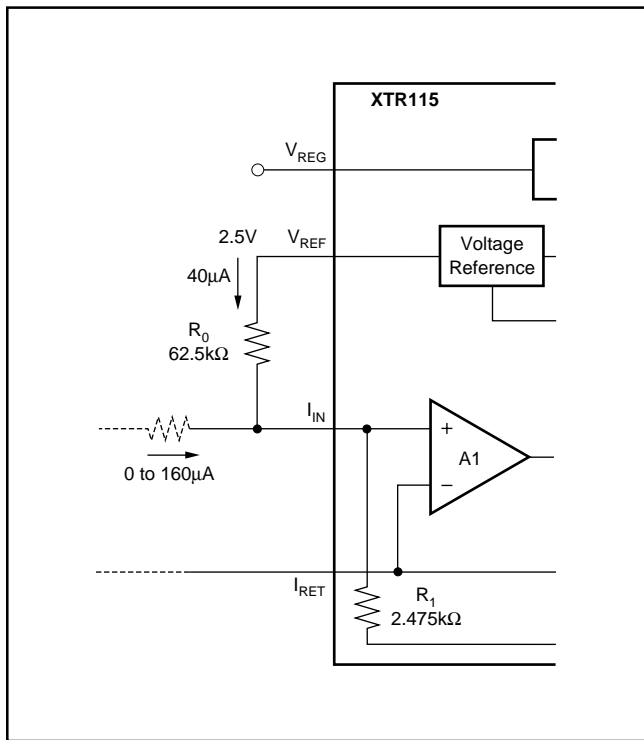 XTR115
V_REG
2.5V
V_REF
40µA
Voltage
Reference
R_0
62.5kΩ
I_IN
+
A1
−
0 to 160µA
I_RET
R_1
2.475kΩ